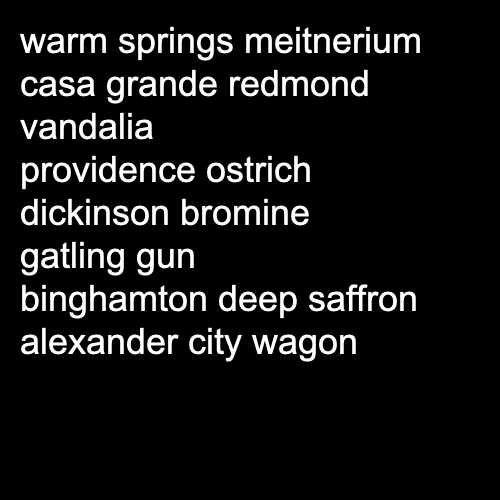 warm springs meitnerium
casa grande redmond
vandalia
providence ostrich
dickinson bromine
gatling gun
binghamton deep saffron
alexander city wagon